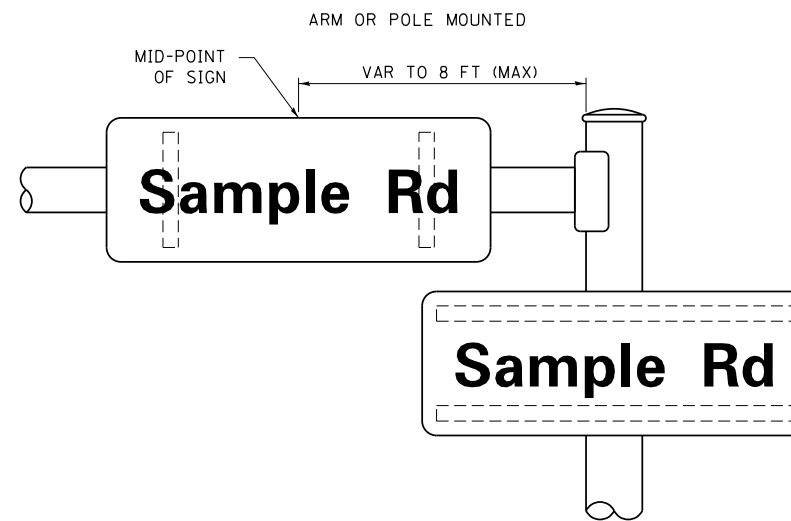 ARM OR POLE MOUNTED
MID-POINT
OF SIGN
VAR TO 8 FT (MAX)
Sample Rd
Sample Rd